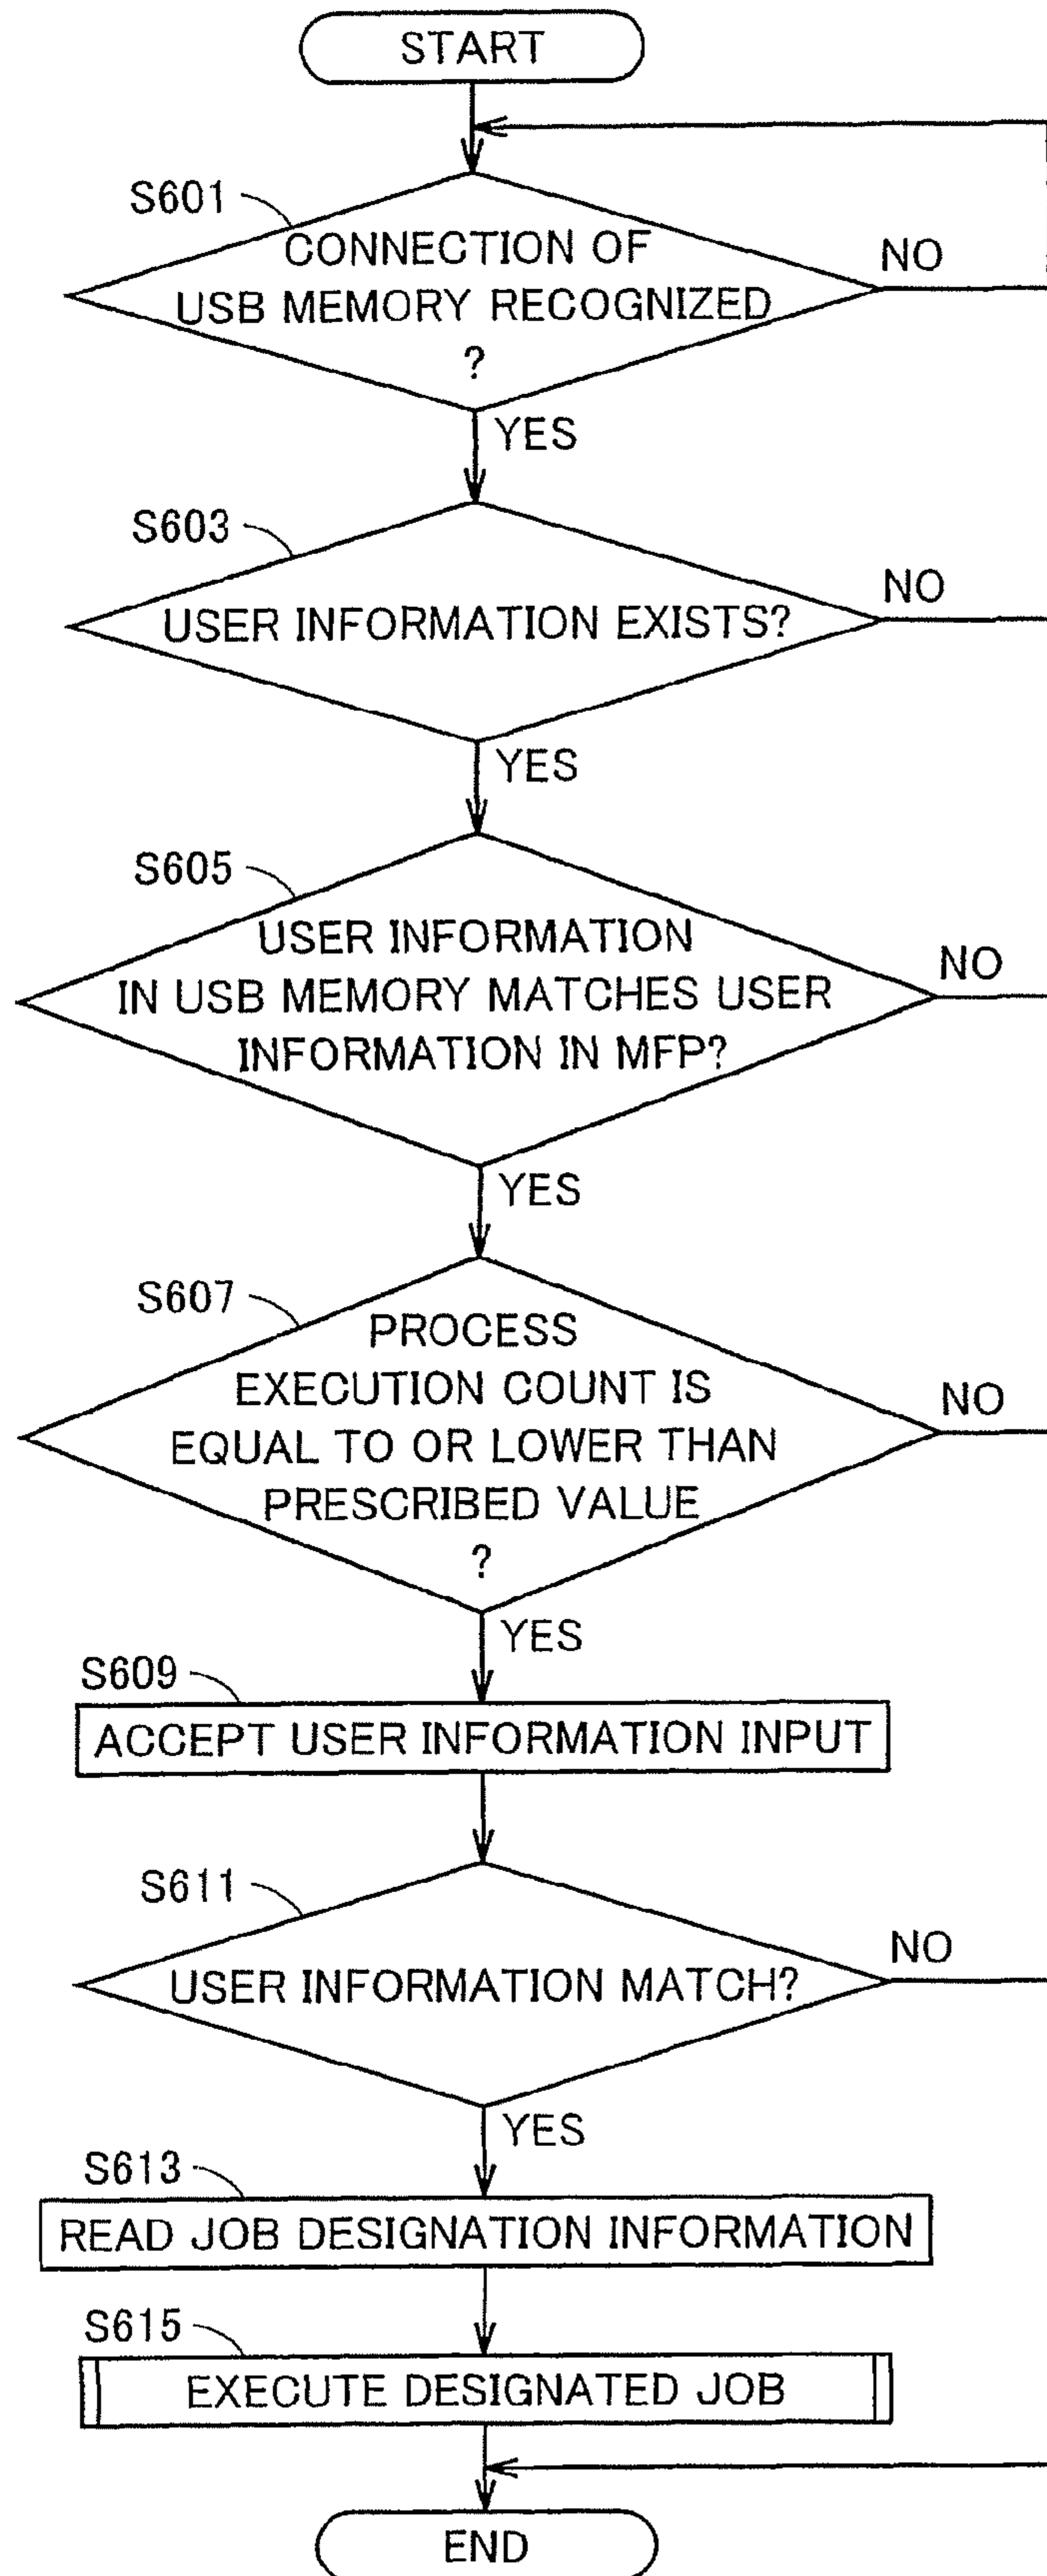 START
S601
CONNECTION OF
USB MEMORY RECOGNIZED
?
NO
YES
S603
USER INFORMATION EXISTS?
NO
YES
S605
USER INFORMATION
IN USB MEMORY MATCHES USER
INFORMATION IN MFP?
NO
YES
S607
PROCESS
EXECUTION COUNT IS
EQUAL TO OR LOWER THAN
PRESCRIBED VALUE
?
NO
YES
S609
ACCEPT USER INFORMATION INPUT
S611
USER INFORMATION MATCH?
NO
YES
S613
READ JOB DESIGNATION INFORMATION
S615
EXECUTE DESIGNATED JOB
END